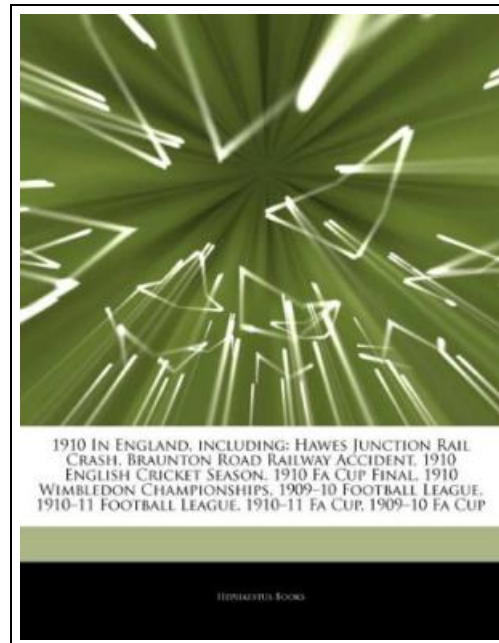 1910 In England, including: Hawes Junction Rail
Crash, Braunton Road Railway Accident, 1910
English Cricket Season, 1910 Fa Cup Final, 1910
Wimbledon Championships, 1909–10 Football League,
1910–11 Football League, 1910–11 Fa Cup, 1909–10 Fa Cup
Hephaestus Books